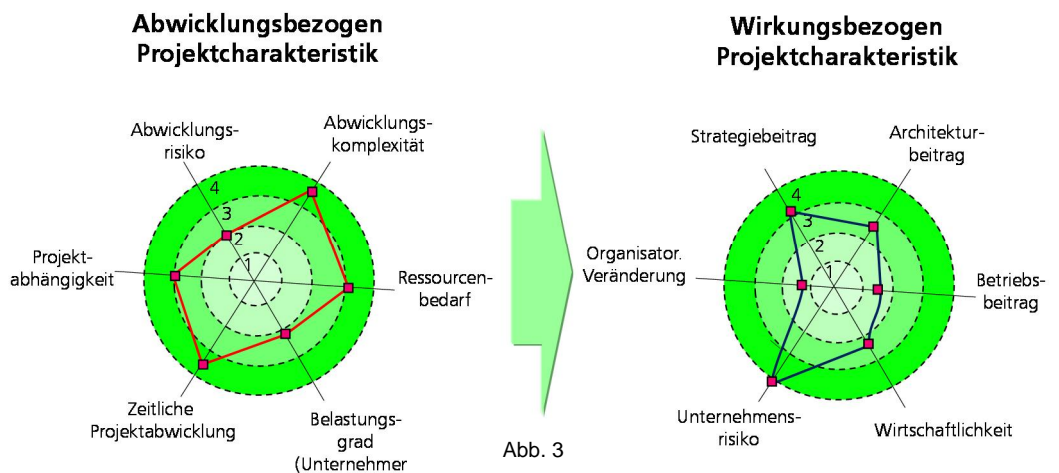 Abwicklungsbezogen
Projektcharakteristik
Abwicklungs-
risiko
Abwicklungs-
komplexität
4
3
2
1
Projekt-
abhängigkeit
Ressourcen-
bedarf
Zeitliche
Projektabwicklung
Belastungs-
grad
(Unternehmer
Abb. 3
Wirkungsbezogen
Projektcharakteristik
Strategiebeitrag
Architektur-
beitrag
4
3
2
1
Organisator.
Veränderung
Betriebs-
beitrag
Unternehmens-
risiko
Wirtschaftlichkeit